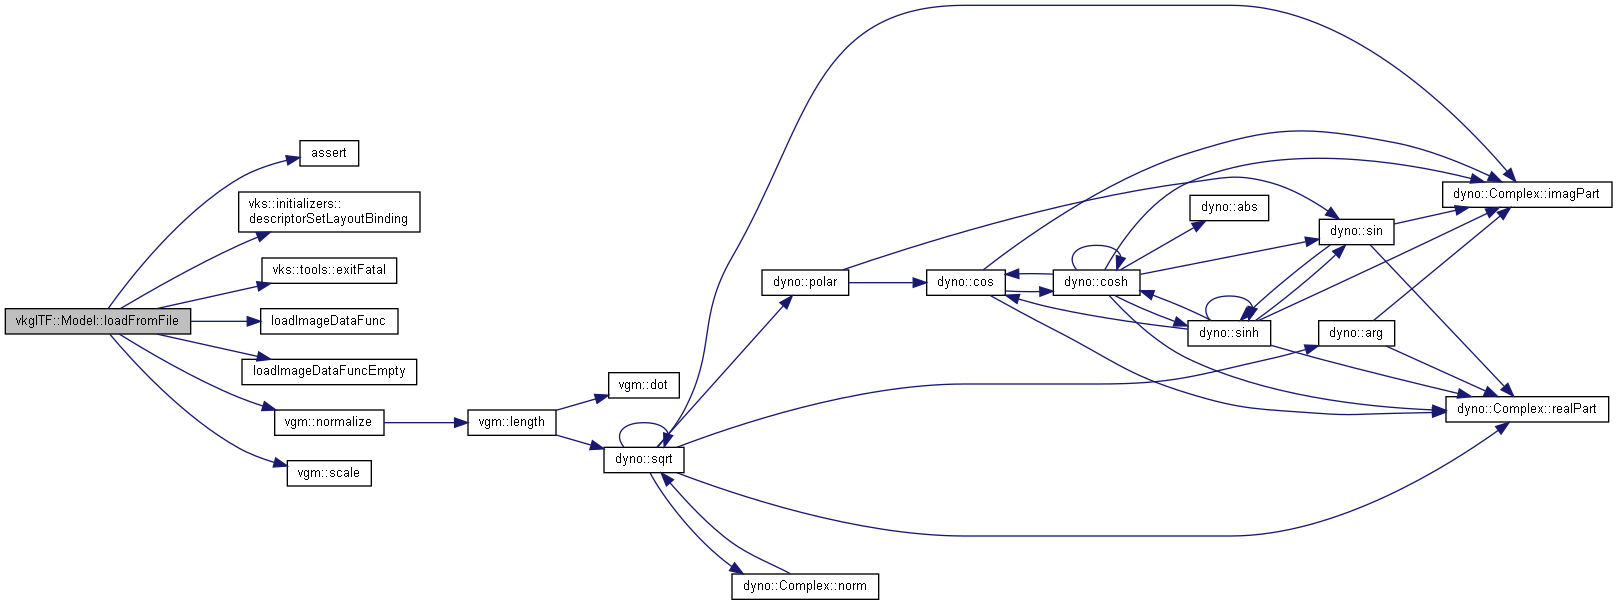 vkglTF::Model::loadFromFile
assert
vks::initializers::
descriptorSetLayoutBinding
vks::tools::exitFatal
loadImageDataFunc
loadImageDataFuncEmpty
vgm::normalize
vgm::scale
vgm::length
vgm::dot
dyno::sqrt
dyno::polar
dyno::Complex::norm
dyno::cos
dyno::cosh
dyno::abs
dyno::sinh
dyno::sin
dyno::arg
dyno::Complex::imagPart
dyno::Complex::realPart